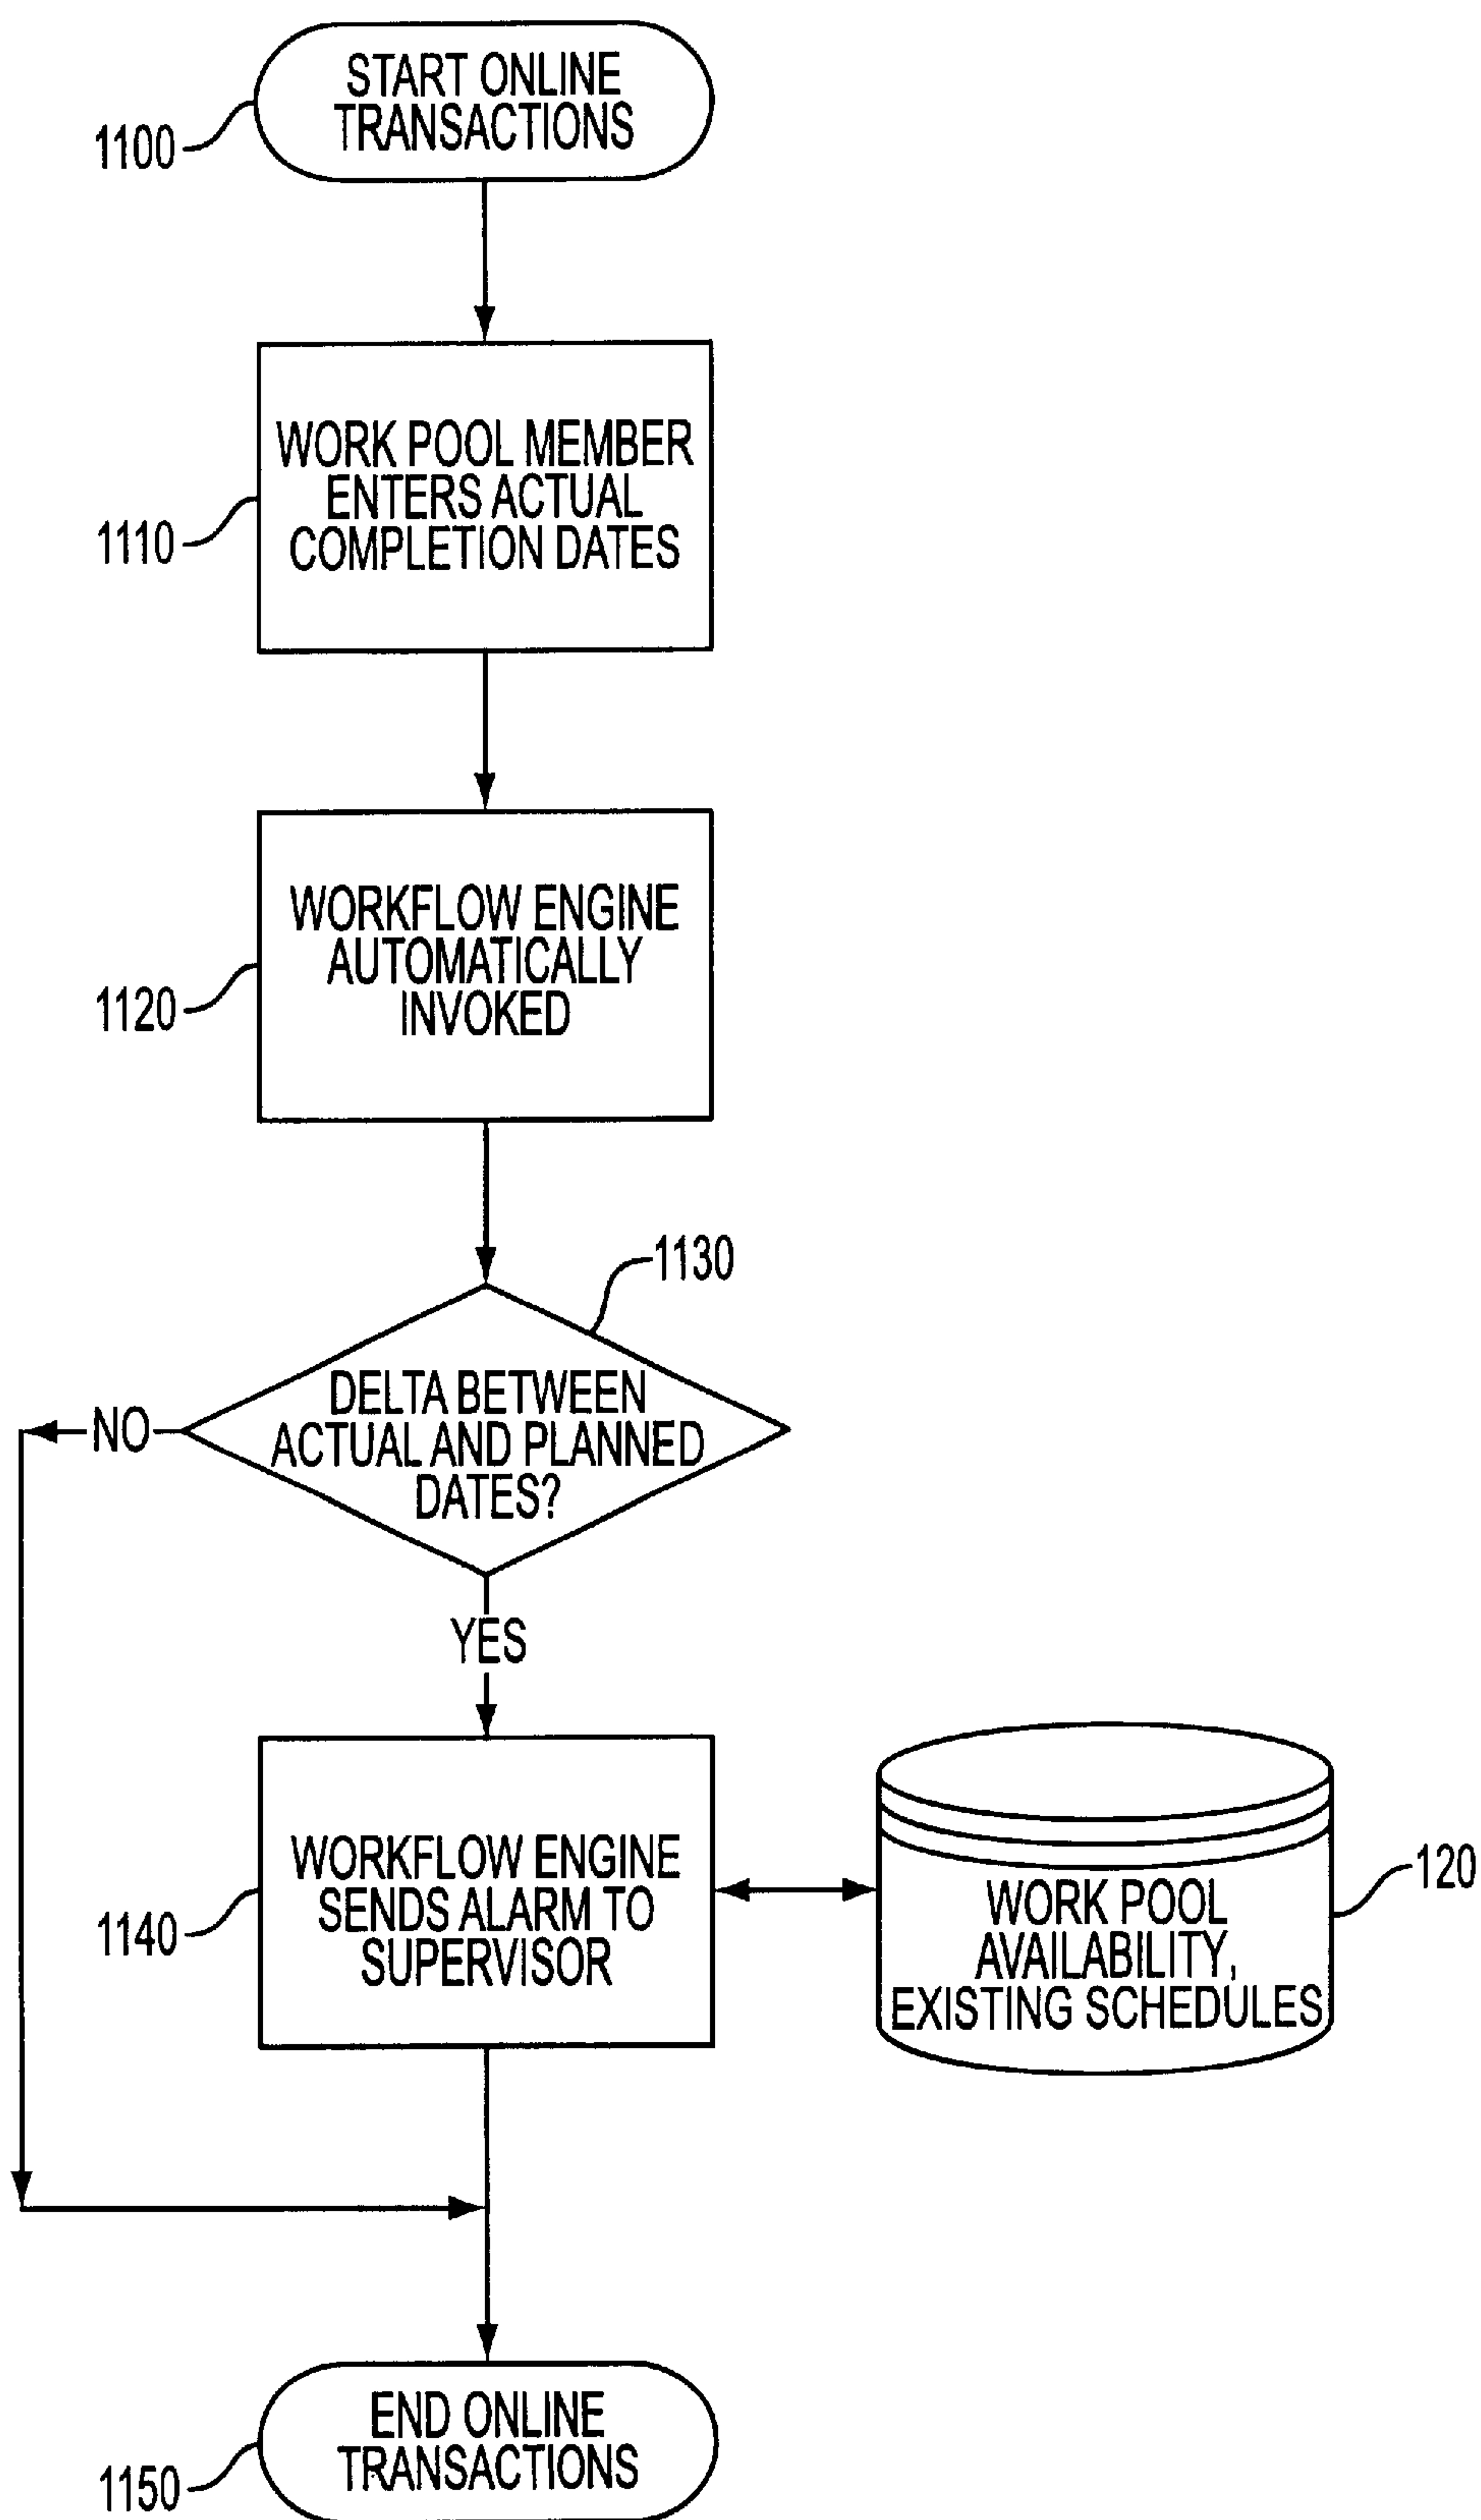 START ONLINE
TRANSACTIONS
1100
WORK POOL MEMBER
ENTERS ACTUAL
COMPLETION DATES
1110
WORKFLOW ENGINE
AUTOMATICALLY
INVOKED
1120
1130
DELTA BETWEEN
ACTUAL AND PLANNED
DATES?
NO
YES
WORKFLOW ENGINE
SENDS ALARM TO
SUPERVISOR
1140
WORK POOL
AVAILABILITY,
EXISTING SCHEDULES
120
END ONLINE
TRANSACTIONS
1150